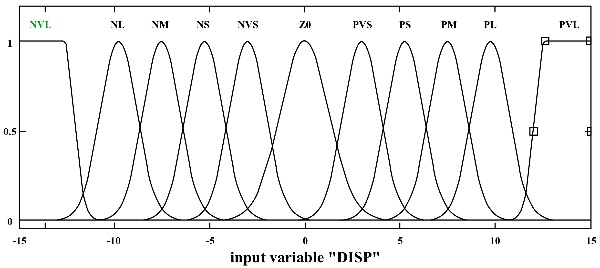 NVL NL NM NS NVS Z0 PVS PS PM PL PVL
1
0.5
0
-15 -10 -5 0 5 10 15
input variable "DISP"